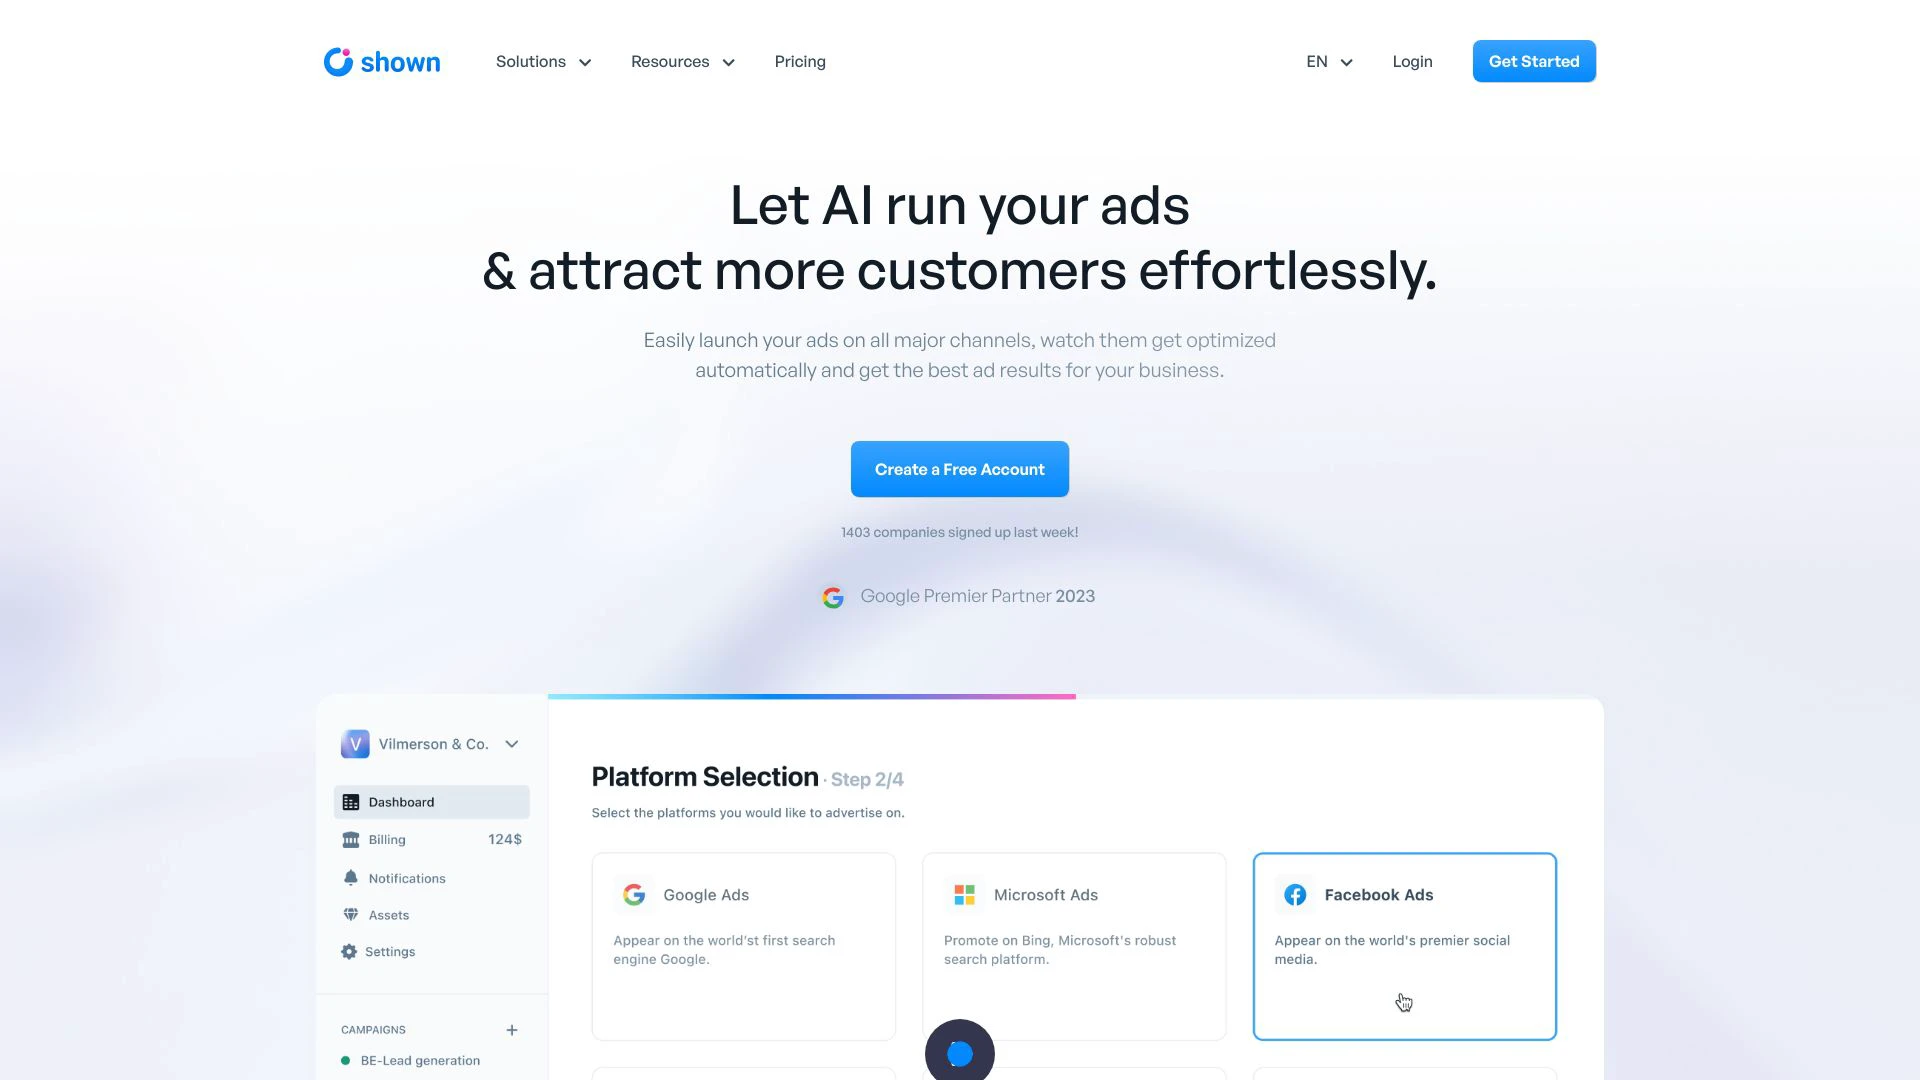 shown
Solutions
Resources
Pricing
EN
Login
Get Started
Let AI run your ads
& attract more customers effortlessly.
Easily launch your ads on all major channels, watch them get optimized
automatically and get the best ad results for your business.
Create a Free Account
1403 companies signed up last week!
Google Premier Partner 2023
V
Vilmerson & Co.
Dashboard
Billing 124$
Notifications
Assets
Settings
CAMPAIGNS +
BE-Lead generation
Platform Selection · Step 2/4
Select the platforms you would like to advertise on.
Google Ads
Appear on the world's first search
engine Google.
Microsoft Ads
Promote on Bing, Microsoft's robust
search platform.
Facebook Ads
Appear on the world's premier social
media.